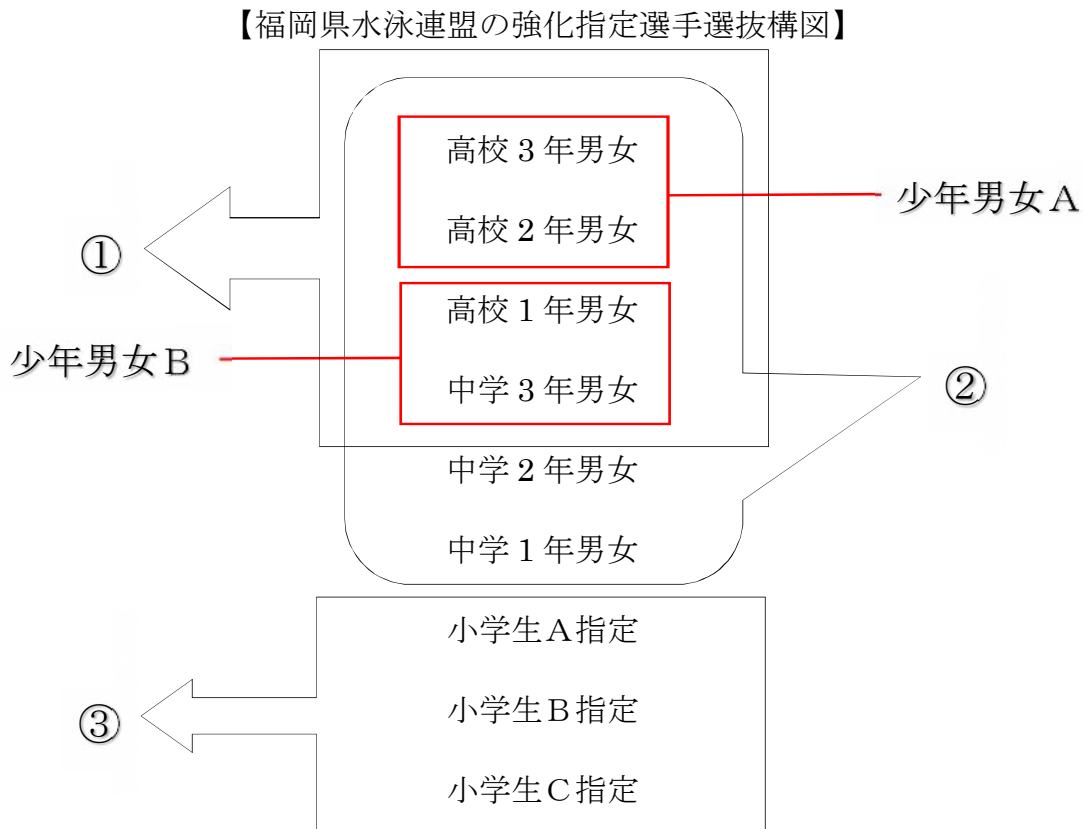 【福岡県水泳連盟の強化指定選手選抜構図】
高校3年男女
少年男女A
高校2年男女
①
高校1年男女
少年男女B
中学3年男女
②
中学2年男女
中学1年男女
小学生A指定
小学生B指定
③
小学生C指定